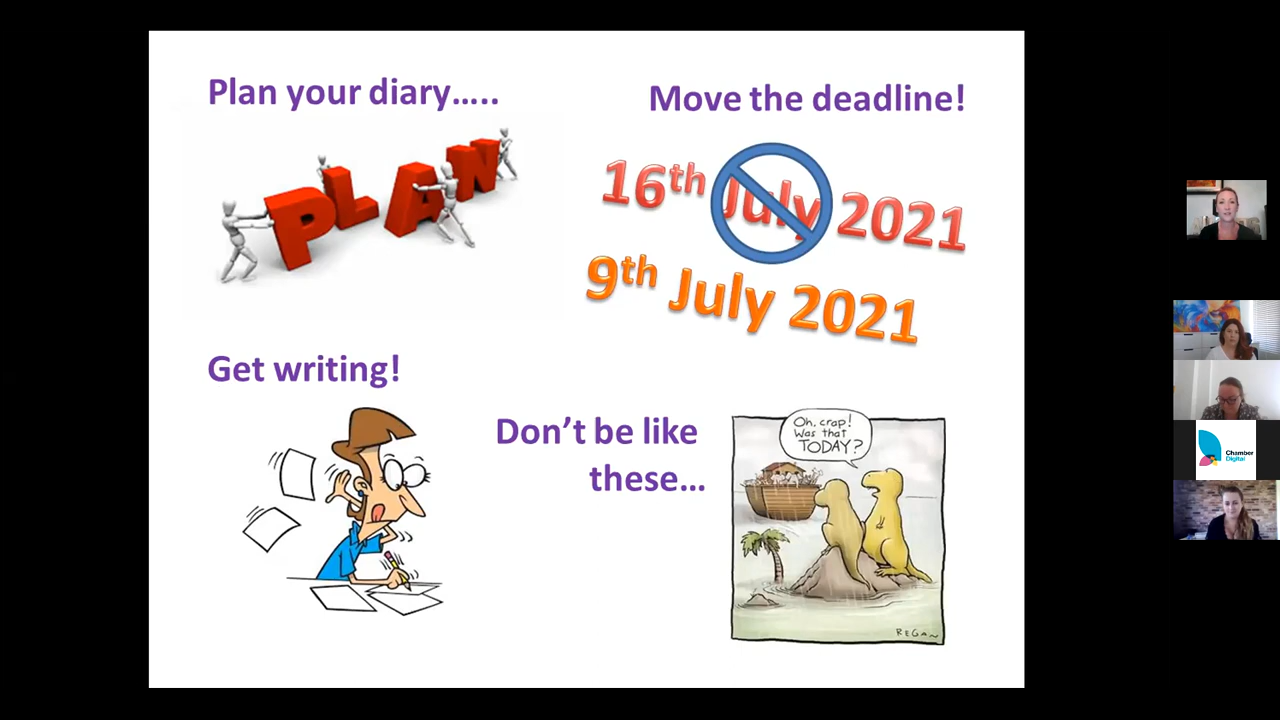 Plan your diary.....
PLAN
Move the deadline!
16th July 2021
9th July 2021
Get writing!
Don't be like
these...
Oh, crap!
Was that
TODAY?
REGAN
Chamber
Digital